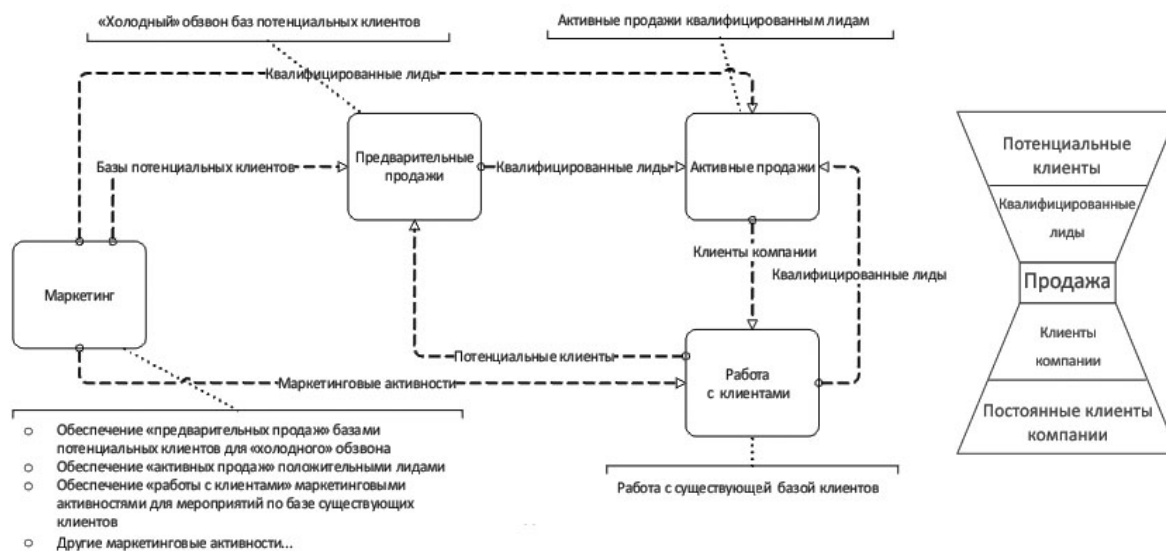 «Холодный» обзвон баз потенциальных клиентов
Активные продажи квалифицированным лидам
Квалифицированные лиды
Базы потенциальных клиентов
Предварительные
продажи
Квалифицированные лиды
Активные продажи
Маркетинг
Клиенты компании
Квалифицированные лиды
Потенциальные клиенты
Маркетинговые активности
Работа
с клиентами
Обеспечение «предварительных продаж» базами
потенциальных клиентов для «холодного» обзвона
Обеспечение «активных продаж» положительными лидами
Обеспечение «работы с клиентами» маркетинговыми
активностями для мероприятий по базе существующих
клиентов
Другие маркетинговые активности...
Работа с существующей базой клиентов
Потенциальные
клиенты
Квалифицированные
лиды
Продажа
Клиенты
компании
Постоянные клиенты
компании